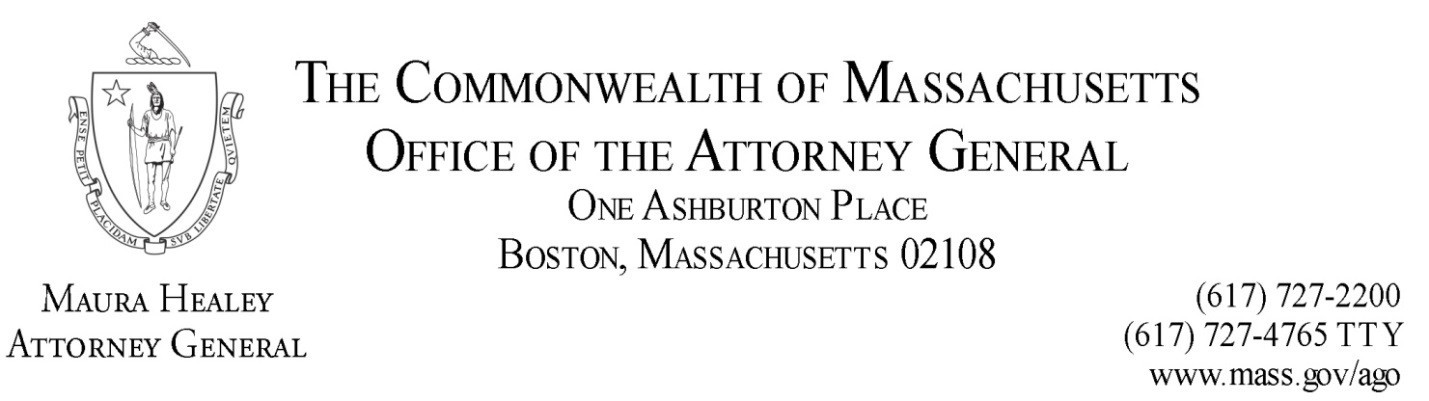 THE COMMONWEALTH OF MASSACHUSETTS
OFFICE OF THE ATTORNEY GENERAL
ONE ASHBURTON PLACE
BOSTON, MASSACHUSETTS 02108
ENSE PETIT
PLACIDAM
SVB LIBERTATE
QVIETEM
MAURA HEALEY
ATTORNEY GENERAL
(617) 727-2200
(617) 727-4765 TTY
www.mass.gov/ago